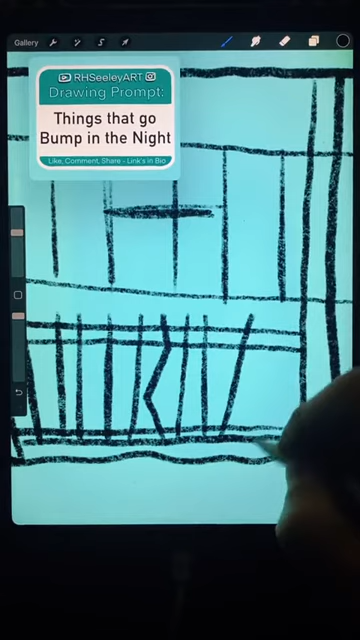 Gallery
RHSeeleyART
Drawing Prompt:
Things that go
Bump in the Night
Like, Comment, Share - Link's in Bio